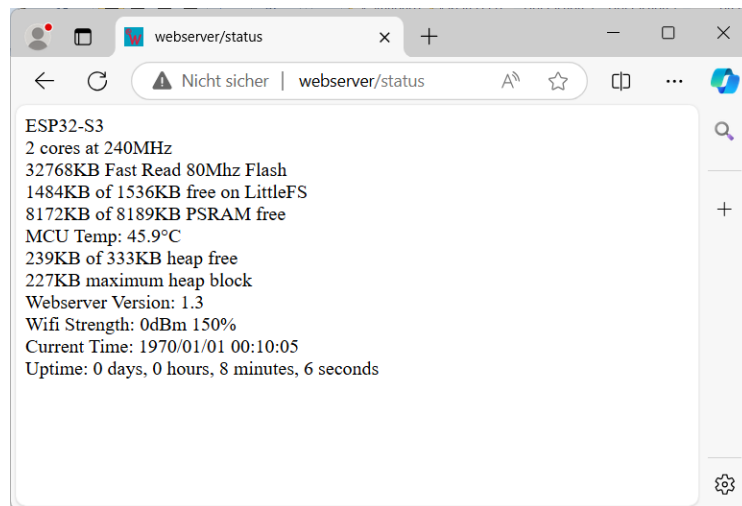 webserver/status
Nicht sicher | webserver/status
ESP32-S3
2 cores at 240MHz
32768KB Fast Read 80Mhz Flash
1484KB of 1536KB free on LittleFS
8172KB of 8189KB PSRAM free
MCU Temp: 45.9°C
239KB of 333KB heap free
227KB maximum heap block
Webserver Version: 1.3
Wifi Strength: 0dBm 150%
Current Time: 1970/01/01 00:10:05
Uptime: 0 days, 0 hours, 8 minutes, 6 seconds